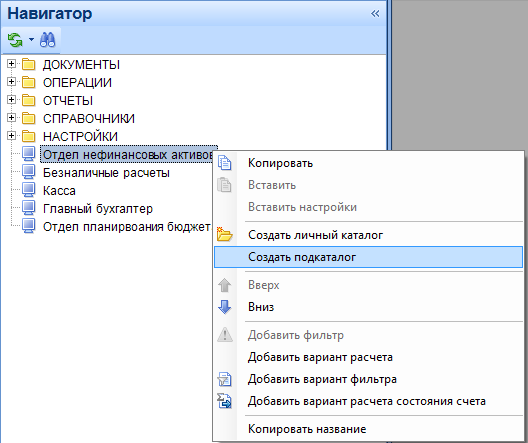 Навигатор
ДОКУМЕНТЫ
ОПЕРАЦИИ
ОТЧЕТЫ
СПРАВОЧНИКИ
НАСТРОЙКИ
Отдел нефинансовых активов
Безналичные расчеты
Касса
Главный бухгалтер
Отдел планирвоания бюджет
Копировать
Вставить
Вставить настройки
Создать личный каталог
Создать подкаталог
Вверх
Вниз
Добавить фильтр
Добавить вариант расчета
Добавить вариант фильтра
Добавить вариант расчета состояния счета
Копировать название